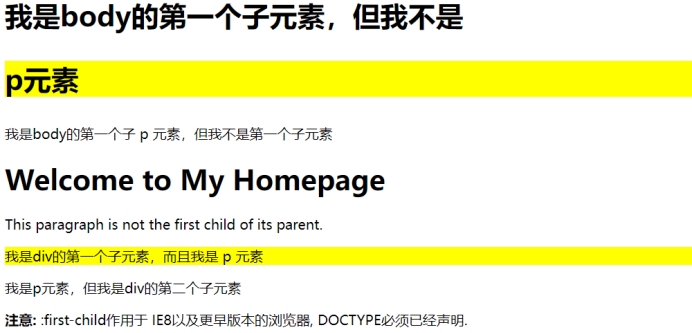 我是body的第一个子元素，但我不是
p元素
我是body的第一个子 p 元素，但我不是第一个子元素
Welcome to My Homepage
This paragraph is not the first child of its parent.
我是div的第一个子元素，而且我是 p 元素
我是p元素，但我是div的第二个子元素
注意: :first-child作用于 IE8以及更早版本的浏览器, DOCTYPE必须已经声明.